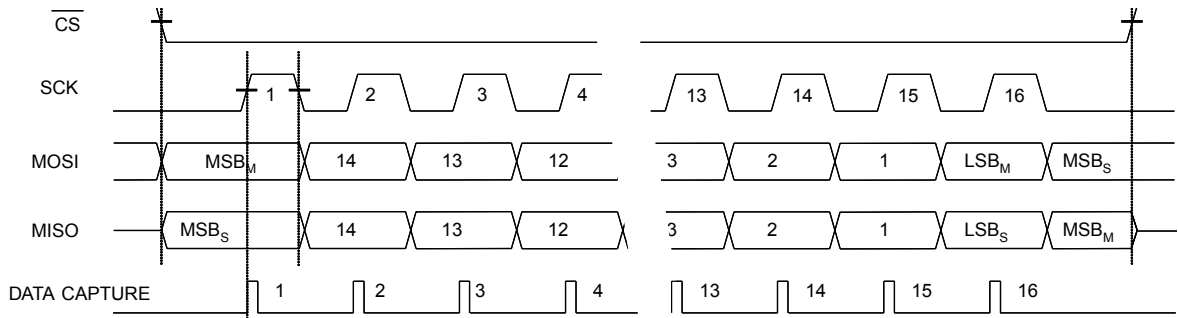 CS
SCK 1 2 3 4 13 14 15 16
MOSI MSBM 14 13 12 3 2 1 LSBM MSBS
MISO MSBS 14 13 12 3 2 1 LSBS MSBM
DATA CAPTURE 1 2 3 4 13 14 15 16